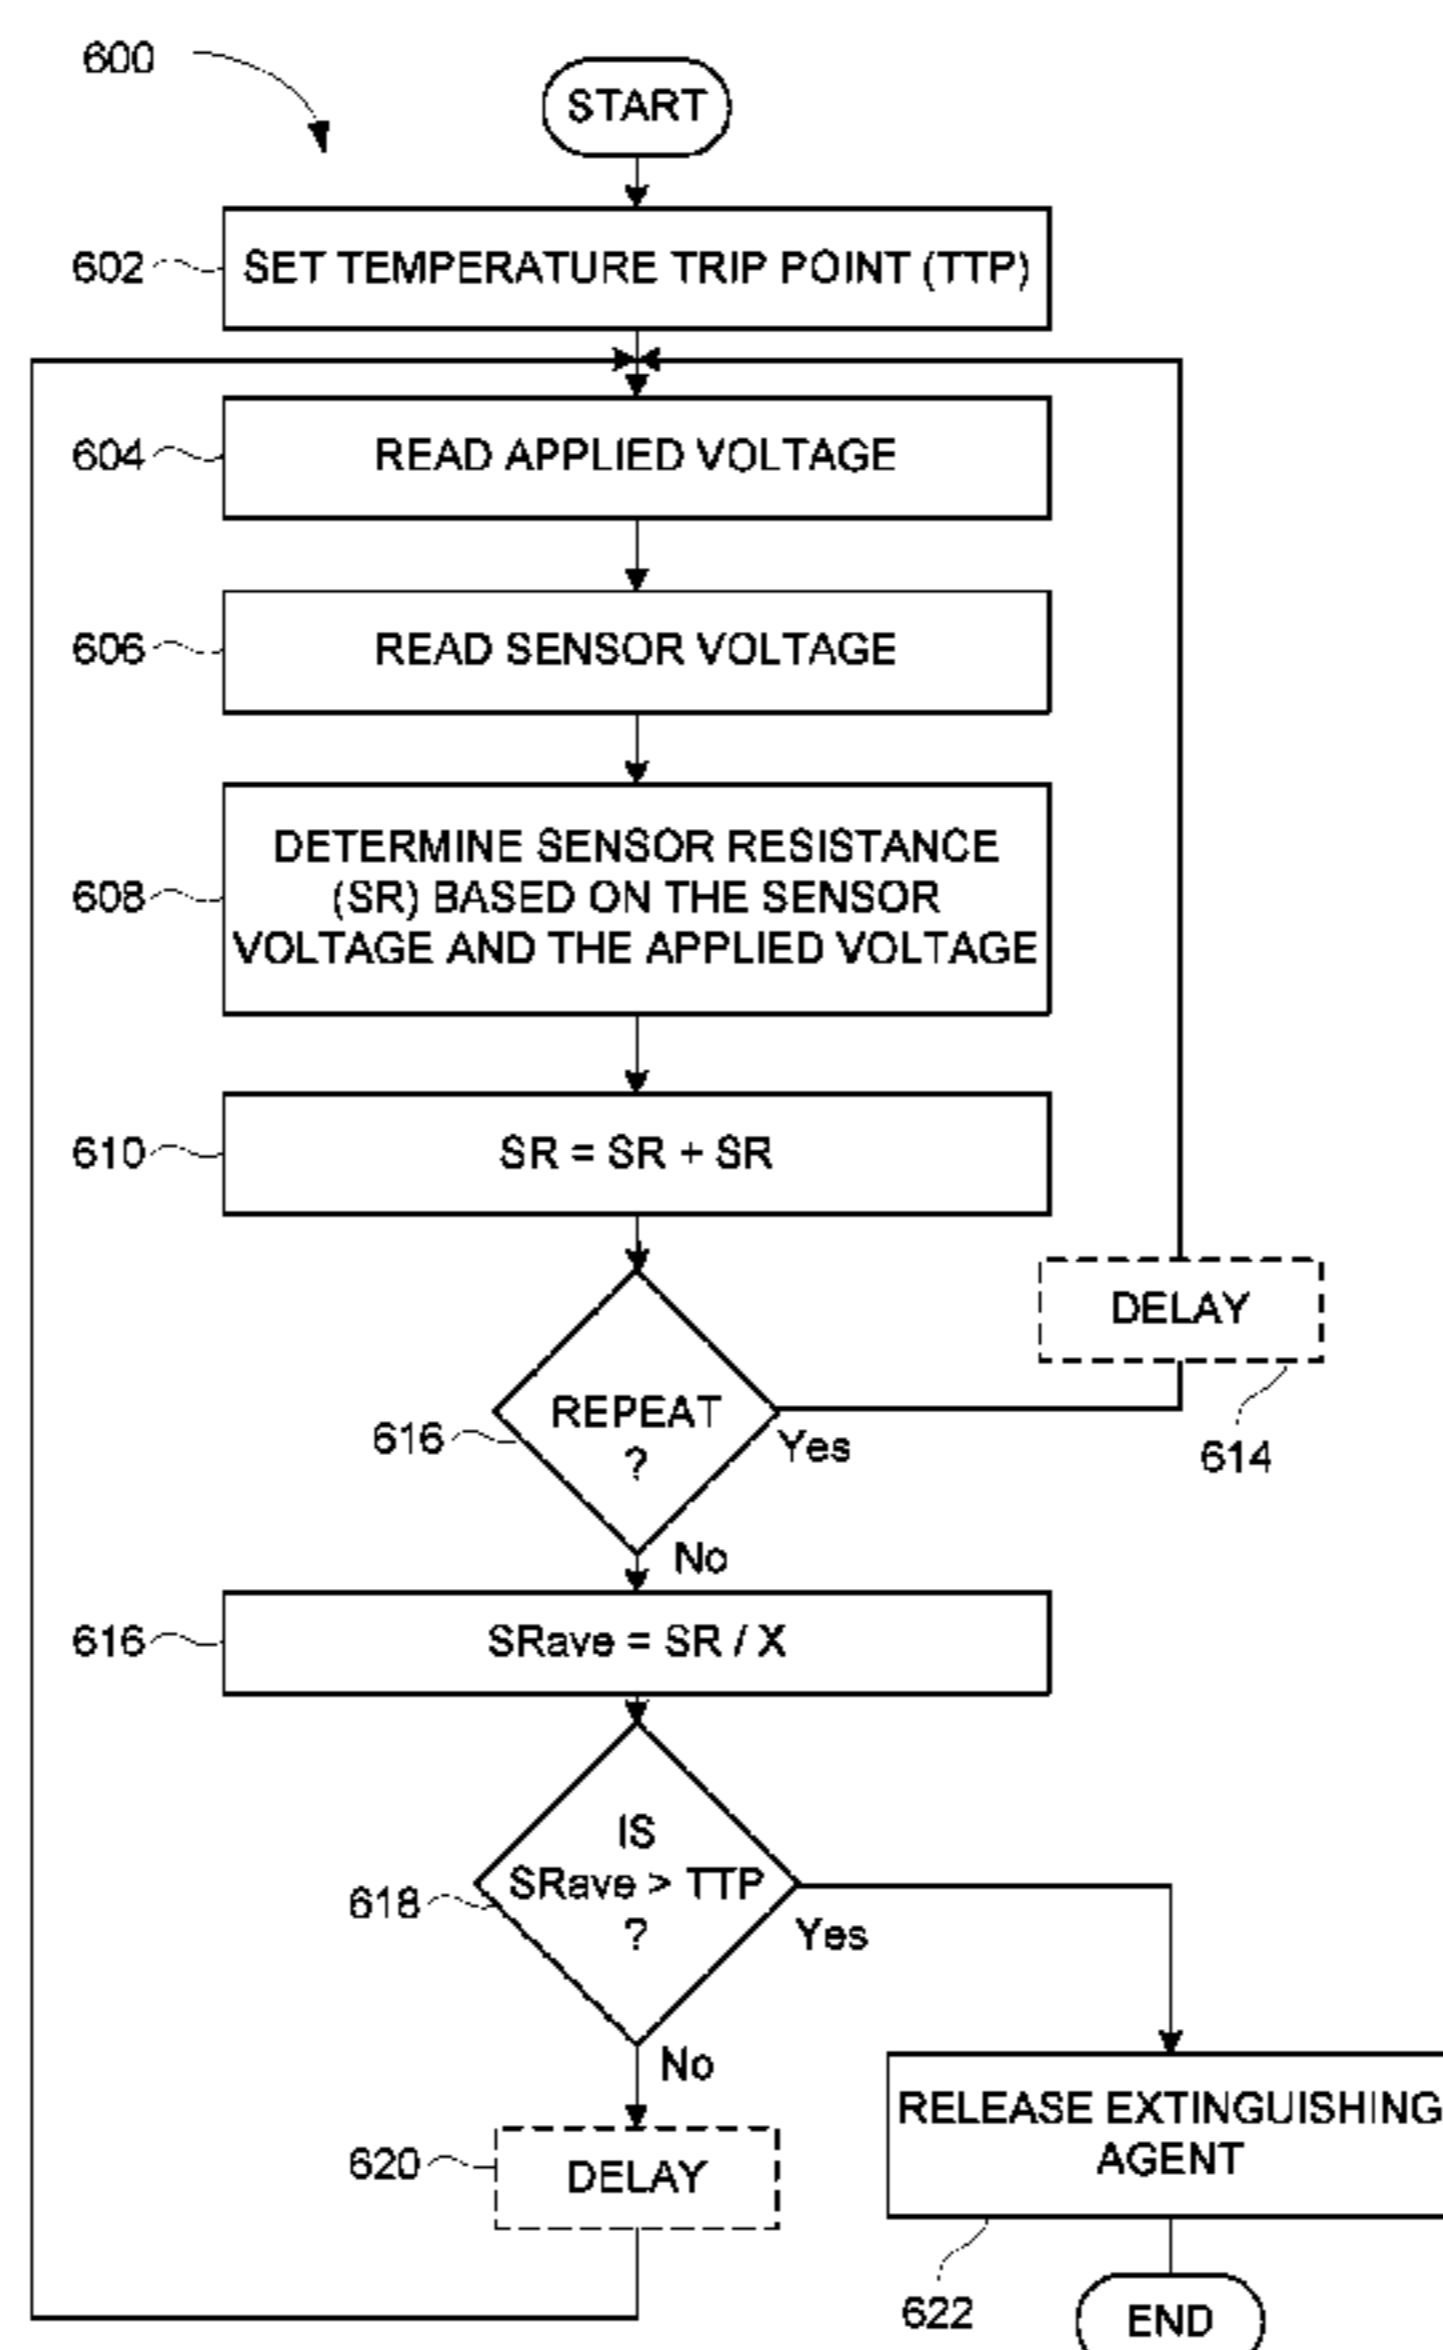 600
START
602
SET TEMPERATURE TRIP POINT (TTP)
604
READ APPLIED VOLTAGE
606
READ SENSOR VOLTAGE
608
DETERMINE SENSOR RESISTANCE
(SR) BASED ON THE SENSOR
VOLTAGE AND THE APPLIED VOLTAGE
610
SR = SR + SR
DELAY
614
616
REPEAT
?
Yes
No
616
SRave = SR / X
618
IS
SRave > TTP
?
Yes
No
620
DELAY
RELEASE EXTINGUISHING
AGENT
622
END